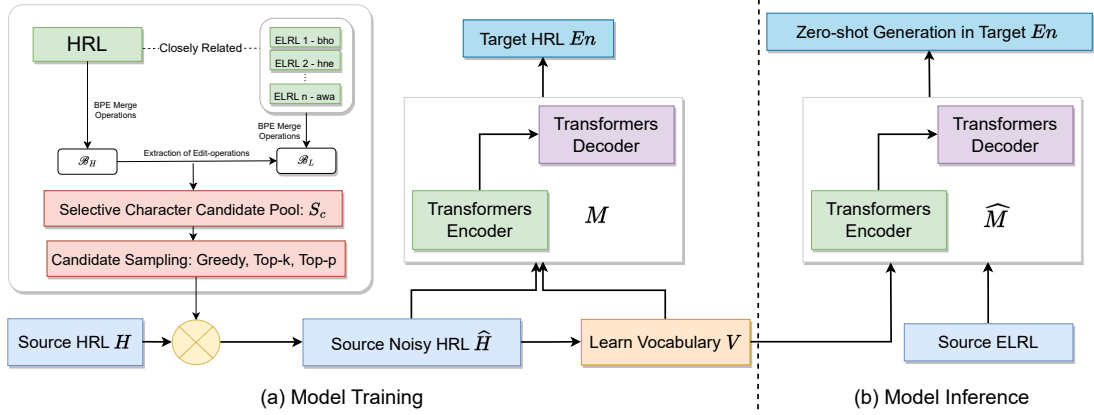 HRL
Closely Related
ELRL 1 - bho
ELRL 2 - hne
⋮
ELRL n - awa
BPE Merge
Operations
BPE Merge
Operations
ℬ_H
Extraction of Edit-operations
ℬ_L
Selective Character Candidate Pool: S_c
Candidate Sampling: Greedy, Top-k, Top-p
Source HRL H
Source Noisy HRL Ĥ
Learn Vocabulary V
Target HRL En
Transformers
Decoder
Transformers
Encoder
M
(a) Model Training
Zero-shot Generation in Target En
Transformers
Decoder
Transformers
Encoder
M̂
Source ELRL
(b) Model Inference